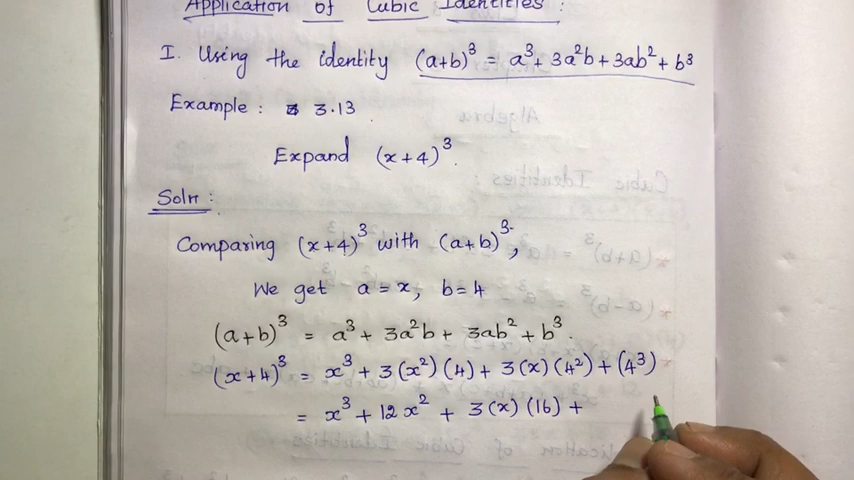 Application of Cubic Identities :
I. Using the identity (a+b)³ = a³ + 3a²b + 3ab² + b³
Example : 3.13
Expand (x+4)³.
Soln :
Comparing (x+4)³ with (a+b)³,
We get a = x, b = 4
(a+b)³ = a³ + 3a²b + 3ab² + b³.
(x+4)³ = x³ + 3(x²)(4) + 3(x)(4²) + (4³)
= x³ + 12x² + 3(x)(16) +